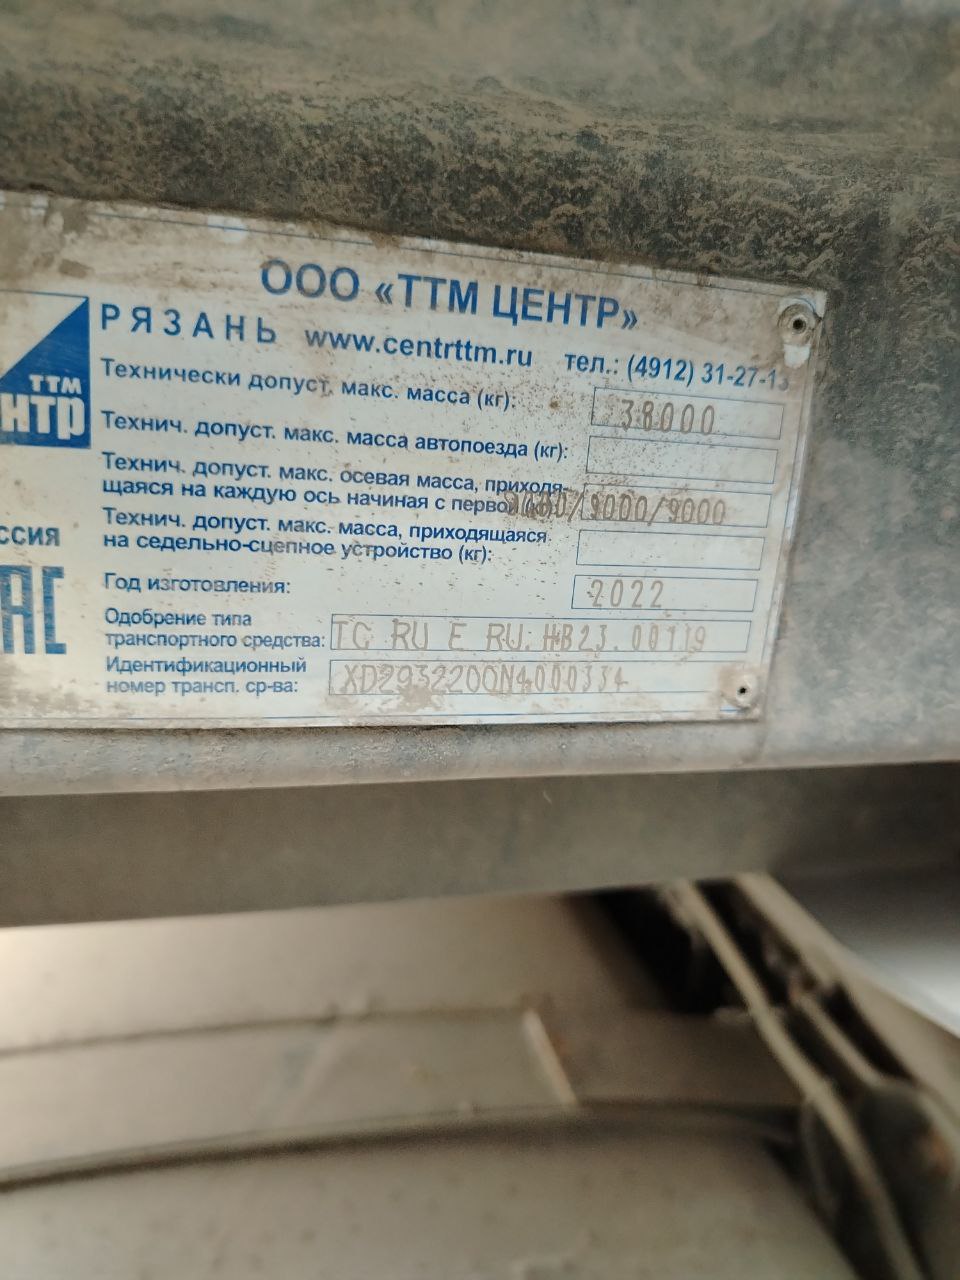 ООО «ТТМ ЦЕНТР»
РЯЗАНЬ www.centrttm.ru тел.: (4912) 31-27-13
ТТМ
НТР
Технически допуст. макс. масса (кг): 38000
Технич. допуст. макс. масса автопоезда (кг):
Технич. допуст. макс. осевая масса, приходя-
щаяся на каждую ось начиная с первой (кг): 9000/9000/9000
Технич. допуст. макс. масса, приходящаяся
на седельно-сцепное устройство (кг):
ССИЯ
Год изготовления: 2022
ЕАС
Одобрение типа
транспортного средства: ТС RU Е RU.НВ23.00119
Идентификационный
номер трансп. ср-ва: XD2932200N4000334